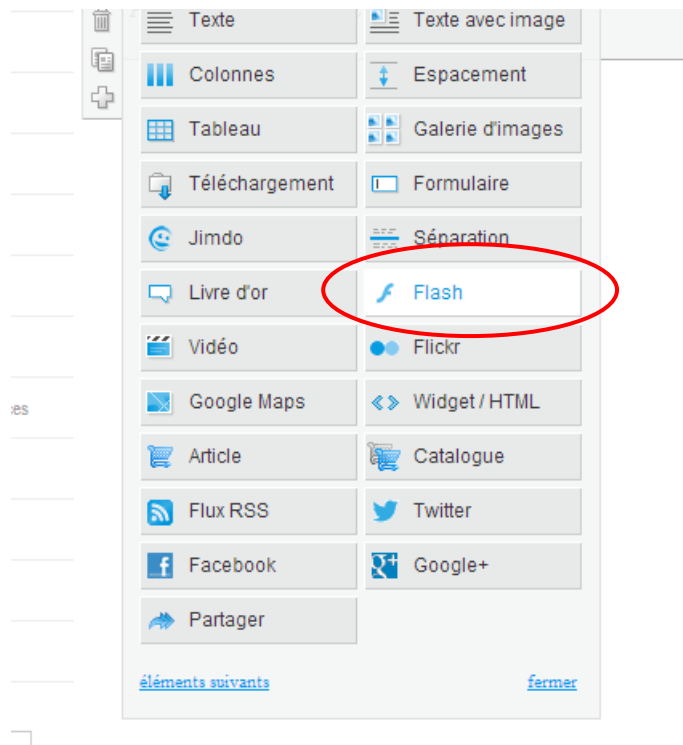 Texte Texte avec image
Colonnes Espacement
Tableau Galerie d'images
Téléchargement Formulaire
Jimdo Séparation
Livre d'or Flash
Vidéo Flickr
Google Maps Widget / HTML
Article Catalogue
Flux RSS Twitter
Facebook Google+
Partager
éléments suivants fermer